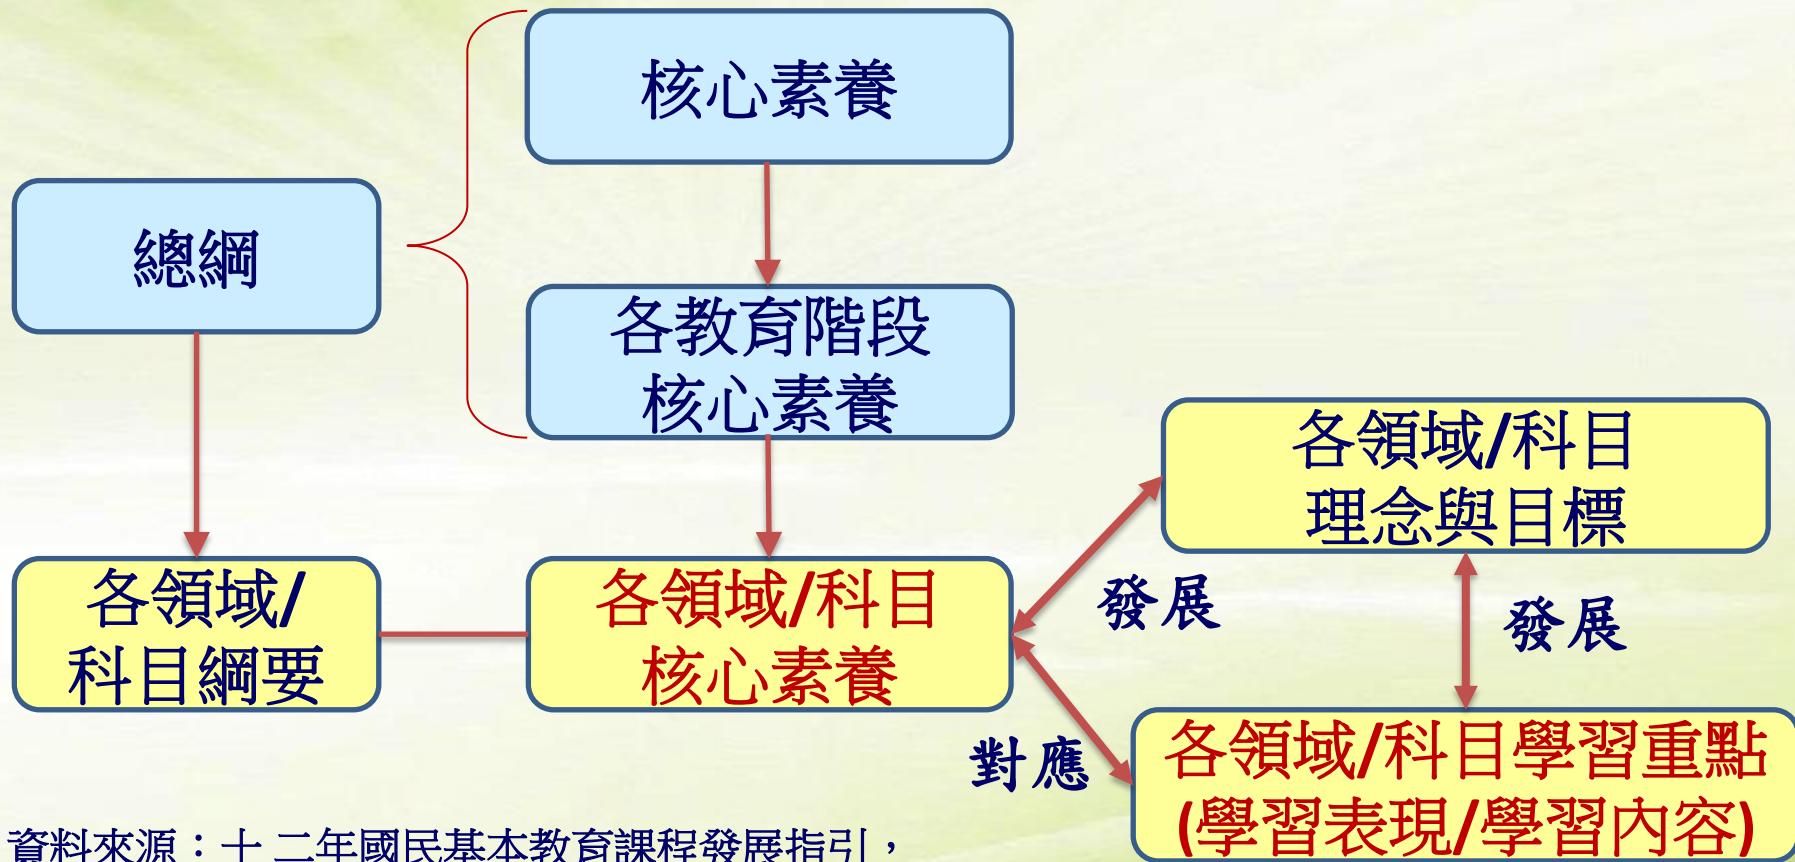 核心素養
總綱
各教育階段
核心素養
各領域/科目
理念與目標
各領域/
科目綱要
各領域/科目
核心素養
發展
發展
對應
各領域/科目學習重點
(學習表現/學習內容)
資料來源：十 二年國民基本教育課程發展指引，